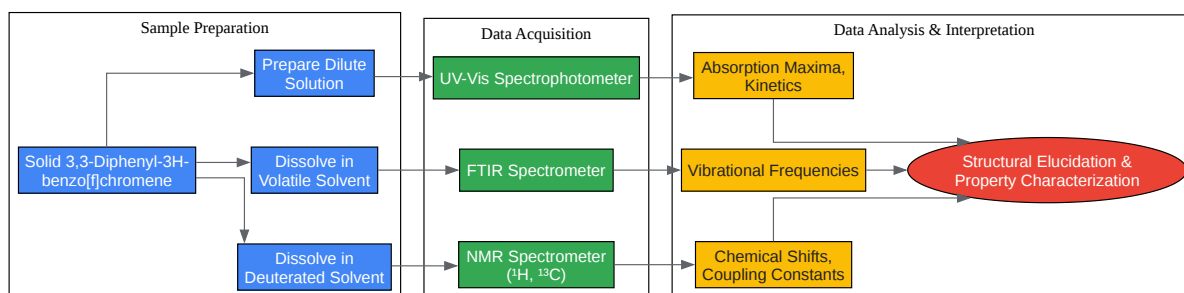 Sample Preparation
Data Acquisition
Data Analysis & Interpretation
Prepare Dilute
Solution
UV-Vis Spectrophotometer
Absorption Maxima,
Kinetics
Solid 3,3-Diphenyl-3H-
benzo[f]chromene
Dissolve in
Volatile Solvent
FTIR Spectrometer
Vibrational Frequencies
Structural Elucidation &
Property Characterization
Dissolve in
Deuterated Solvent
NMR Spectrometer
(¹H, ¹³C)
Chemical Shifts,
Coupling Constants